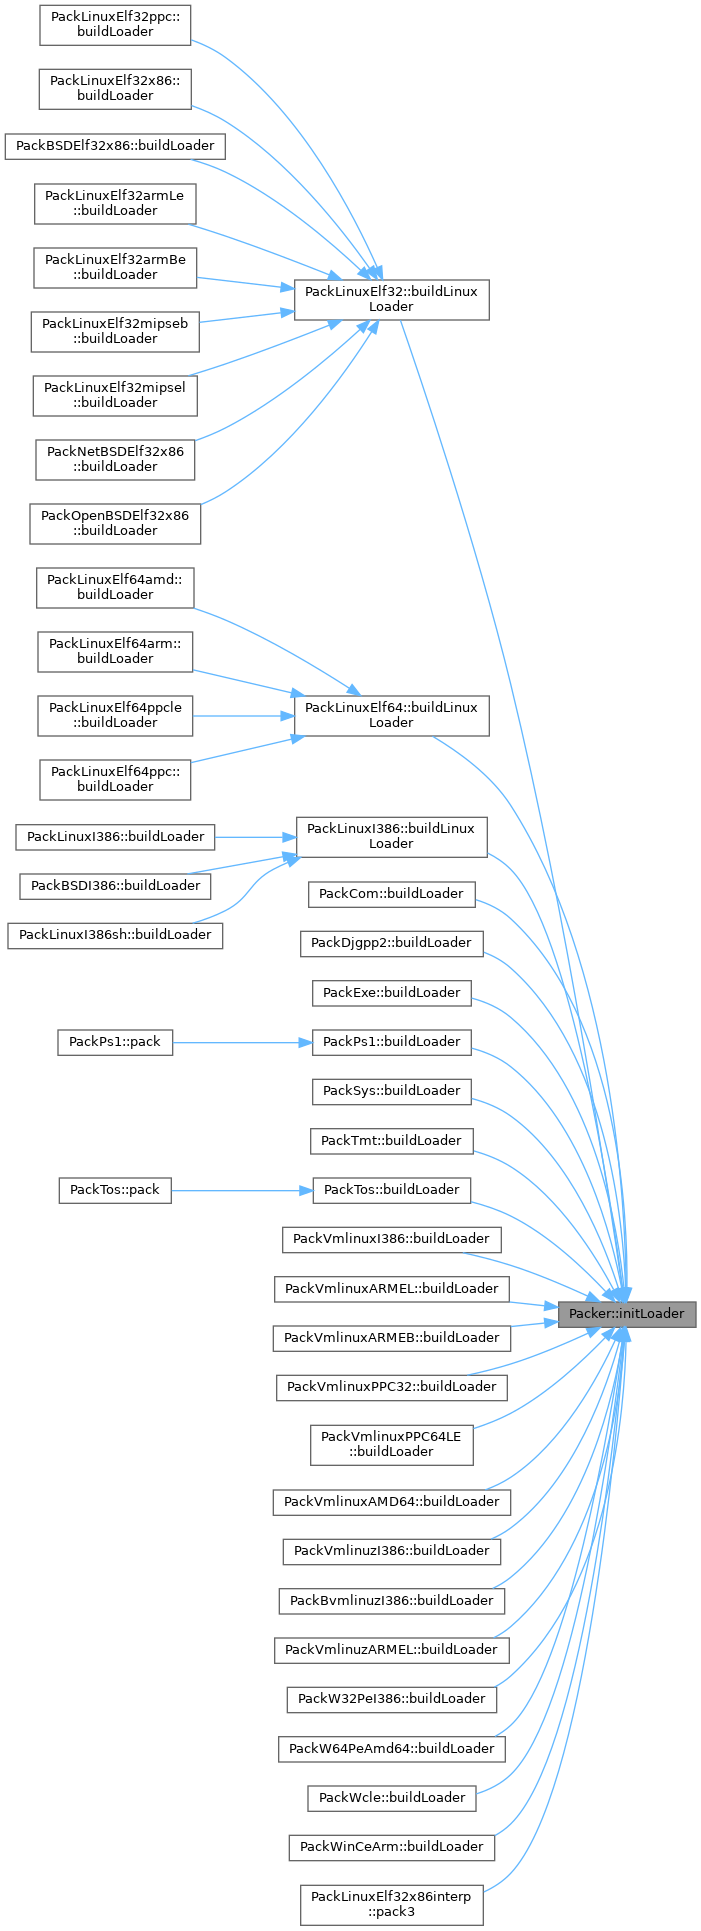 PackLinuxElf32ppc::
buildLoader
PackLinuxElf32x86::
buildLoader
PackBSDElf32x86::buildLoader
PackLinuxElf32armLe
::buildLoader
PackLinuxElf32armBe
::buildLoader
PackLinuxElf32::buildLinux
Loader
PackLinuxElf32mipseb
::buildLoader
PackLinuxElf32mipsel
::buildLoader
PackNetBSDElf32x86
::buildLoader
PackOpenBSDElf32x86
::buildLoader
PackLinuxElf64amd::
buildLoader
PackLinuxElf64arm::
buildLoader
PackLinuxElf64ppcle
::buildLoader
PackLinuxElf64::buildLinux
Loader
PackLinuxElf64ppc::
buildLoader
PackLinuxI386::buildLoader
PackLinuxI386::buildLinux
Loader
PackBSDI386::buildLoader
PackCom::buildLoader
PackLinuxI386sh::buildLoader
PackDjgpp2::buildLoader
PackExe::buildLoader
PackPs1::pack
PackPs1::buildLoader
PackSys::buildLoader
PackTmt::buildLoader
PackTos::pack
PackTos::buildLoader
PackVmlinuxI386::buildLoader
PackVmlinuxARMEL::buildLoader
Packer::initLoader
PackVmlinuxARMEB::buildLoader
PackVmlinuxPPC32::buildLoader
PackVmlinuxPPC64LE
::buildLoader
PackVmlinuxAMD64::buildLoader
PackVmlinuzI386::buildLoader
PackBvmlinuzI386::buildLoader
PackVmlinuzARMEL::buildLoader
PackW32PeI386::buildLoader
PackW64PeAmd64::buildLoader
PackWcle::buildLoader
PackWinCeArm::buildLoader
PackLinuxElf32x86interp
::pack3